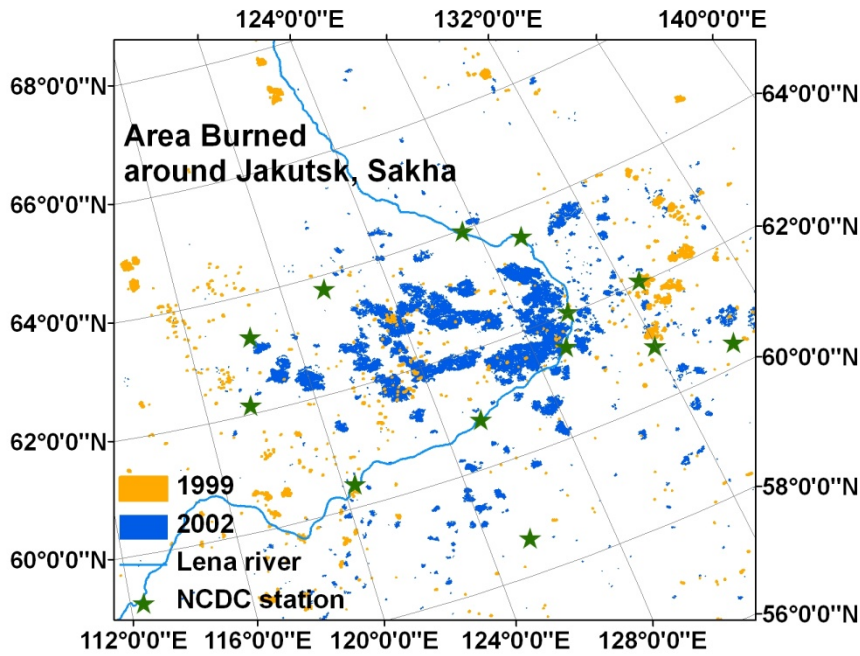 124°0'0"E 132°0'0"E 140°0'0"E
68°0'0"N 64°0'0"N
Area Burned
around Jakutsk, Sakha
66°0'0"N 62°0'0"N
64°0'0"N 60°0'0"N
62°0'0"N
1999 58°0'0"N
2002
Lena river
60°0'0"N
NCDC station 56°0'0"N
112°0'0"E 116°0'0"E 120°0'0"E 124°0'0"E 128°0'0"E